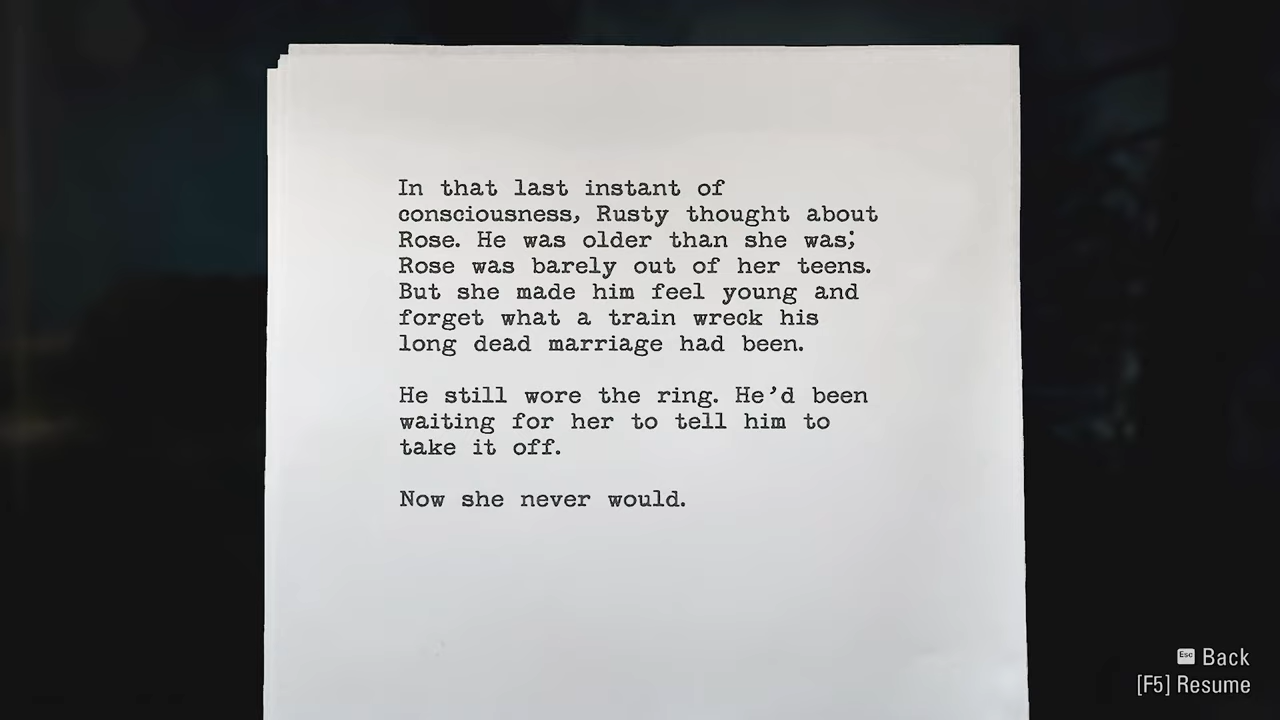 In that last instant of
consciousness, Rusty thought about
Rose. He was older than she was;
Rose was barely out of her teens.
But she made him feel young and
forget what a train wreck his
long dead marriage had been.
He still wore the ring. He'd been
waiting for her to tell him to
take it off.
Now she never would.
Esc Back
[F5] Resume